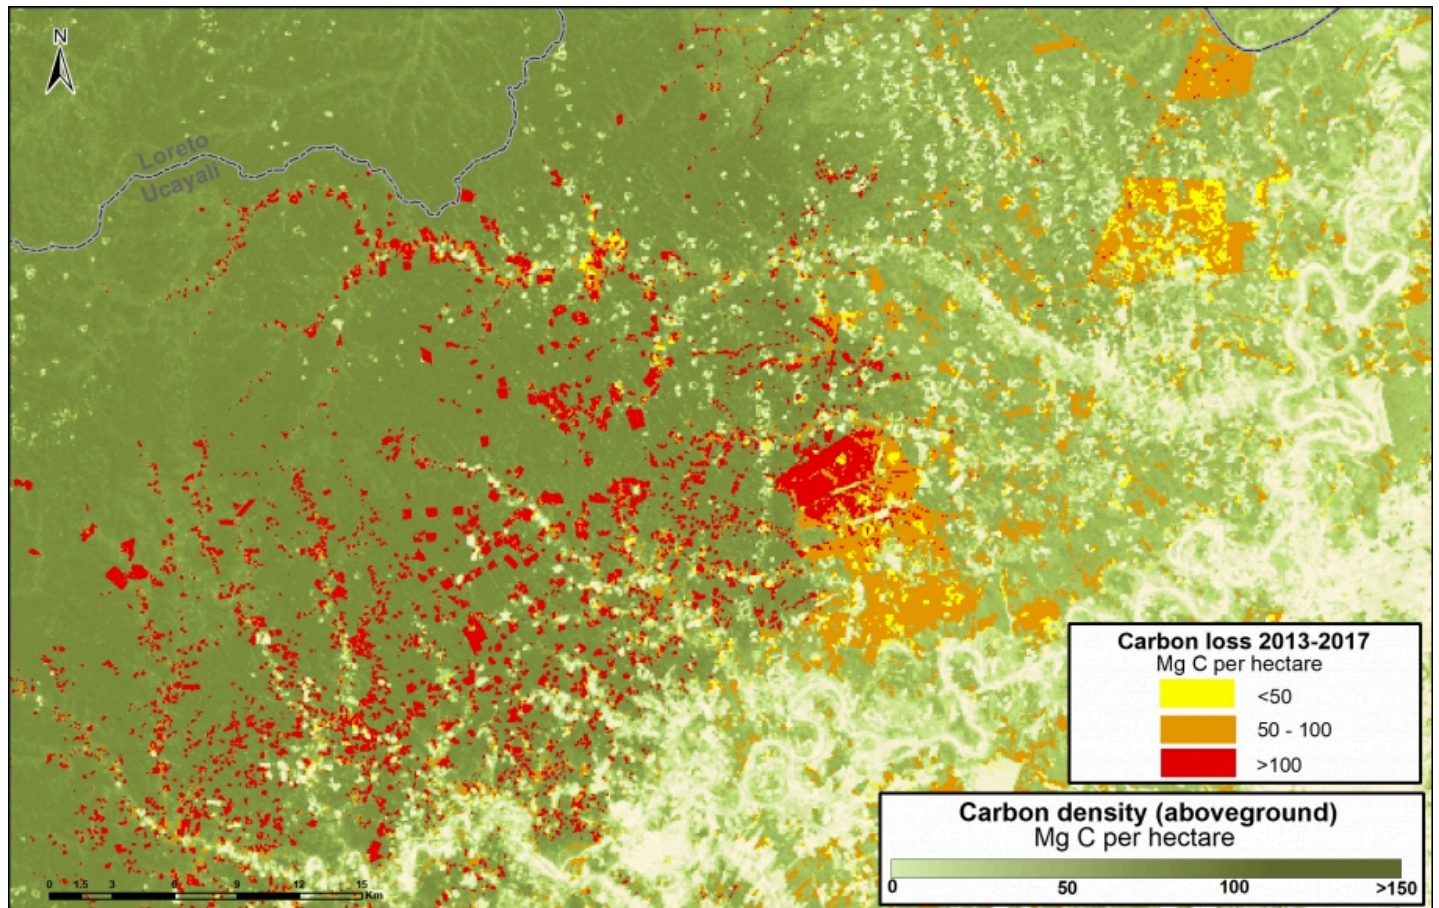 N
Loreto
Ucayali
Carbon loss 2013-2017
Mg C per hectare
<50
50 - 100
>100
Carbon density (aboveground)
Mg C per hectare
0 50 100 >150
0 1.5 3 6 9 12 15
Km